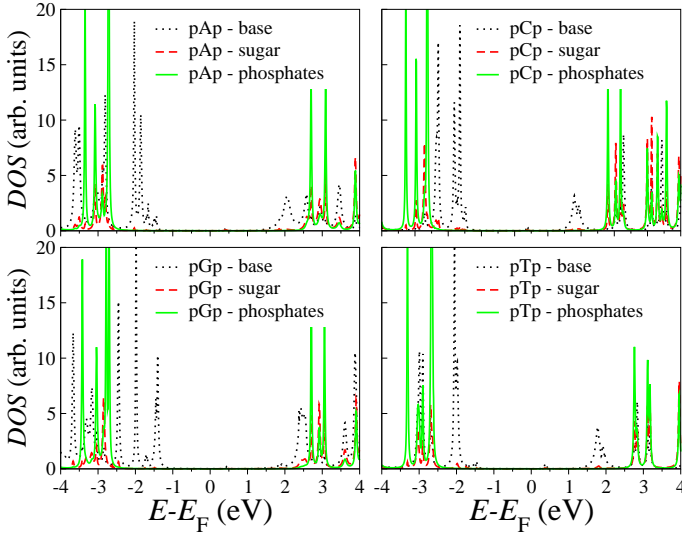 20
15
10
5
0
DOS (arb. units)
pAp - base
pAp - sugar
pAp - phosphates
pCp - base
pCp - sugar
pCp - phosphates
20
15
10
5
0
DOS (arb. units)
pGp - base
pGp - sugar
pGp - phosphates
pTp - base
pTp - sugar
pTp - phosphates
-4 -3 -2 -1 0 1 2 3 4
-4 -3 -2 -1 0 1 2 3 4
E-E_F (eV)
E-E_F (eV)